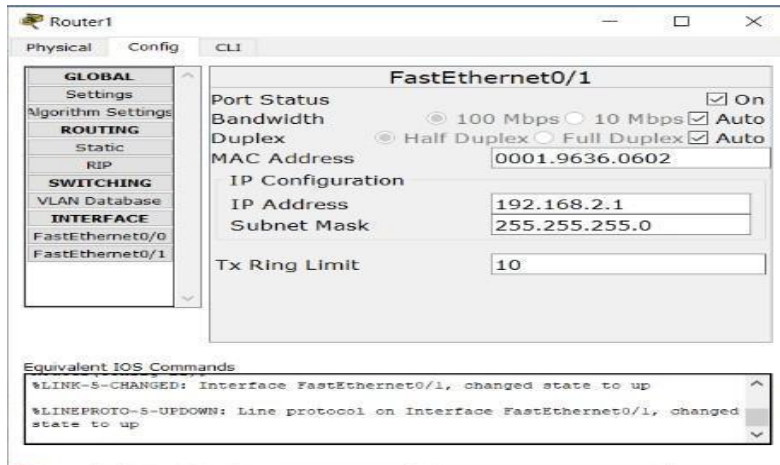 Router1
Physical Config CLI
GLOBAL
Settings
Algorithm Settings
ROUTING
Static
RIP
SWITCHING
VLAN Database
INTERFACE
FastEthernet0/0
FastEthernet0/1
FastEthernet0/1
Port Status On
Bandwidth 100 Mbps 10 Mbps Auto
Duplex Half Duplex Full Duplex Auto
MAC Address 0001.9636.0602
IP Configuration
IP Address 192.168.2.1
Subnet Mask 255.255.255.0
Tx Ring Limit 10
Equivalent IOS Commands
%LINK-5-CHANGED: Interface FastEthernet0/1, changed state to up
%LINEPROTO-5-UPDOWN: Line protocol on Interface FastEthernet0/1, changed
state to up